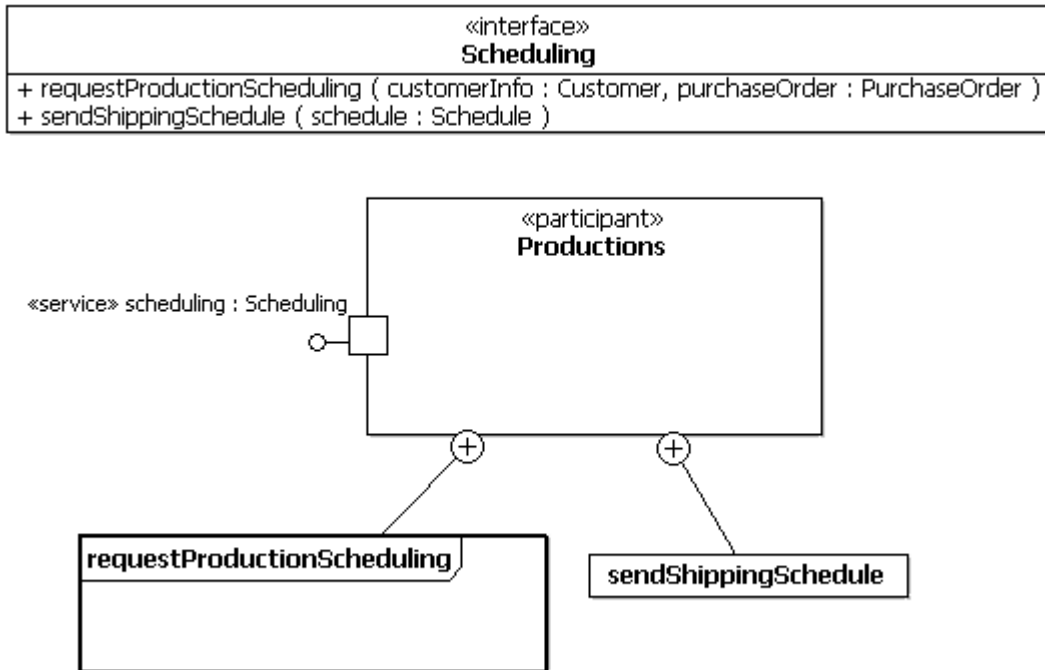 «interface»
Scheduling
+ requestProductionScheduling ( customerInfo : Customer, purchaseOrder : PurchaseOrder )
+ sendShippingSchedule ( schedule : Schedule )
«participant»
Productions
«service» scheduling : Scheduling
requestProductionScheduling
sendShippingSchedule